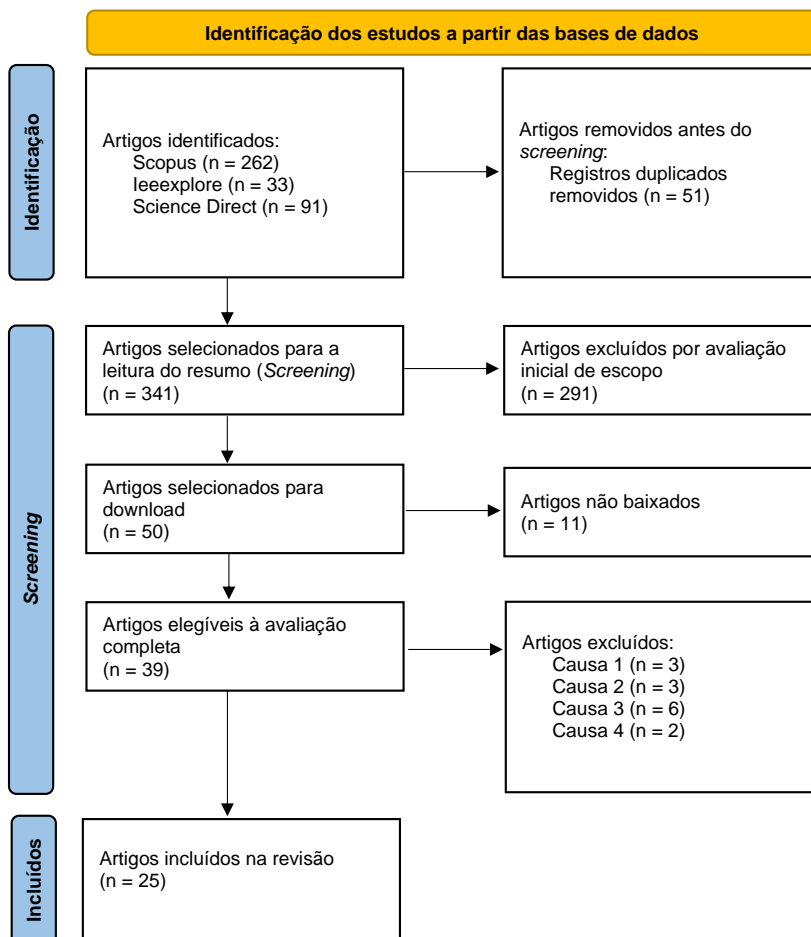 Identificação dos estudos a partir das bases de dados
Identificação
Artigos identificados:
Scopus (n = 262)
Ieeexplore (n = 33)
Science Direct (n = 91)
Artigos removidos antes do
screening:
Registros duplicados
removidos (n = 51)
Screening
Artigos selecionados para a
leitura do resumo (Screening)
(n = 341)
Artigos excluídos por avaliação
inicial de escopo
(n = 291)
Artigos selecionados para
download
(n = 50)
Artigos não baixados
(n = 11)
Artigos elegíveis à avaliação
completa
(n = 39)
Artigos excluídos:
Causa 1 (n = 3)
Causa 2 (n = 3)
Causa 3 (n = 6)
Causa 4 (n = 2)
Incluídos
Artigos incluídos na revisão
(n = 25)